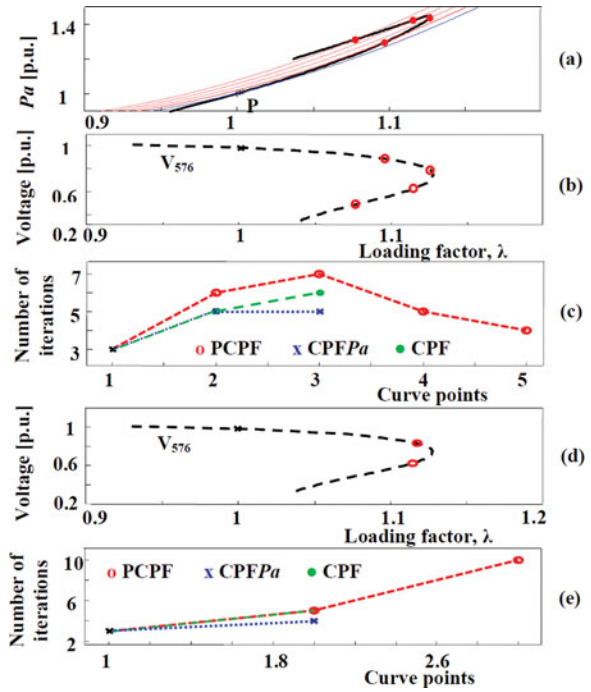 1.4
Pa [p.u.]
1
P
0.9 1 1.1
(a)
1
V576
Voltage [p.u.]
0.6
0.2
0.9 1 1.1
Loading factor, λ
(b)
7
Number of
iterations
5
3
PCPF CPFPa CPF
1 2 3 4 5
Curve points
(c)
1
V576
Voltage [p.u.]
0.6
0.2
0.9 1 1.1 1.2
Loading factor, λ
(d)
10
PCPF CPFPa CPF
Number of
iterations
6
2
1 1.8 2.6
Curve points
(e)